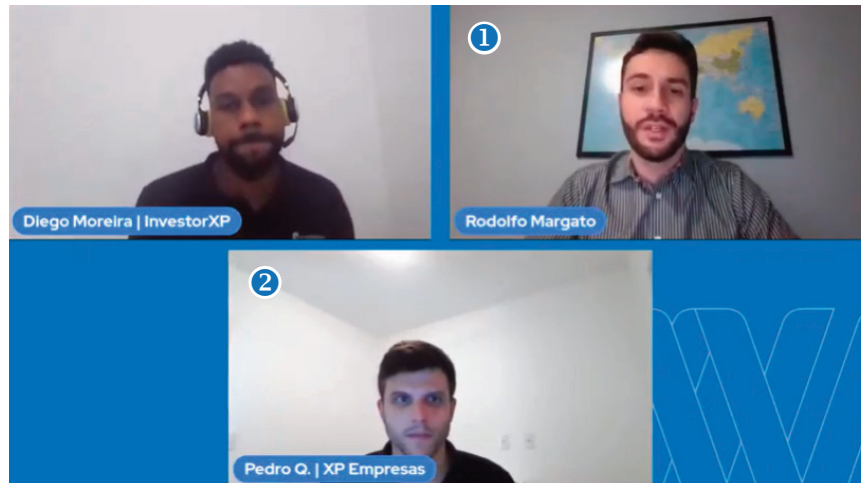 1
Diego Moreira | InvestorXP
Rodolfo Margato
2
Pedro Q. | XP Empresas